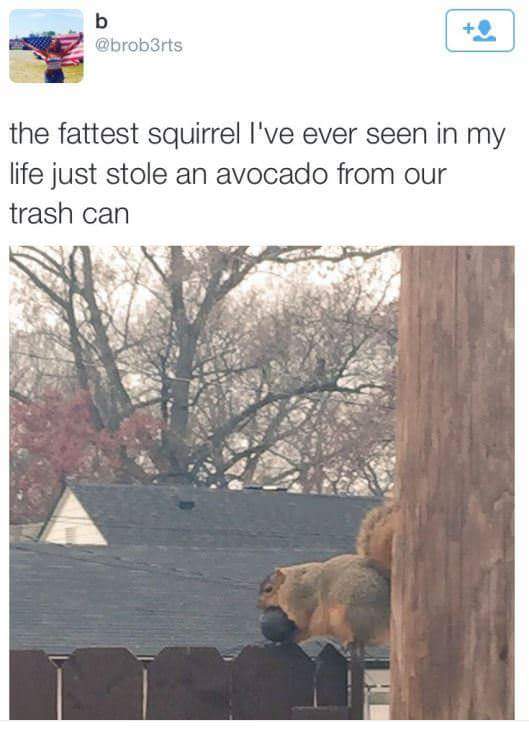 b
@brob3rts
the fattest squirrel I've ever seen in my
life just stole an avocado from our
trash can